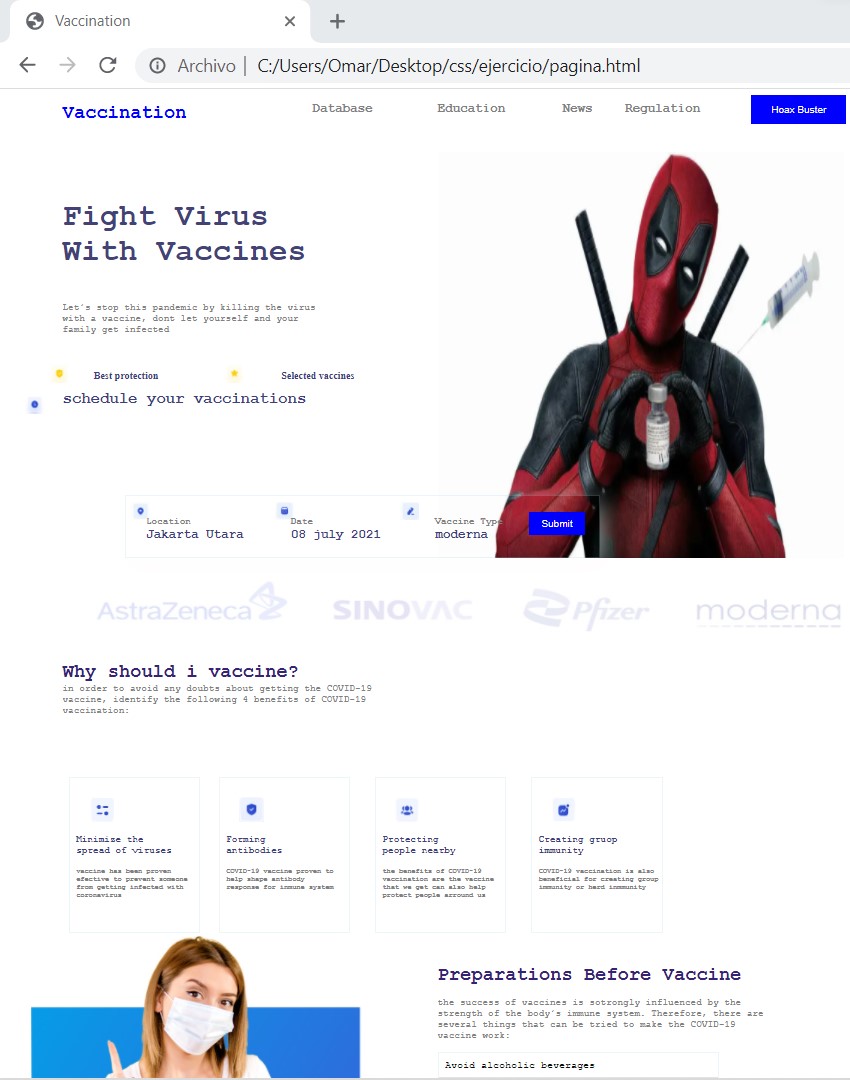 Vaccination
Archivo | C:/Users/Omar/Desktop/css/ejercicio/pagina.html
Vaccination Database Education News Regulation Hoax Buster
Fight Virus
With Vaccines
Let's stop this pandemic by killing the virus
with a vaccine, dont let yourself and your
family get infected
Best protection Selected vaccines
schedule your vaccinations
Location Date Vaccine Type
Jakarta Utara 08 july 2021 moderna Submit
AstraZeneca SINOVAC Pfizer moderna
Why should i vaccine?
in order to avoid any doubts about getting the COVID-19
vaccine, identify the following 4 benefits of COVID-19
vaccination:
Minimize the
spread of viruses
vaccine has been proven
efective to prevent someone
from getting infected with
coronavirus
Forming
antibodies
COVID-19 vaccine proven to
help shape antibody
response for immune system
Protecting
people nearby
the benefits of COVID-19
vaccination are the vaccine
that we get can also help
protect people arround us
Creating gruop
immunity
COVID-19 vaccination is also
beneficial for creating group
immunity or herd inmmunity
Preparations Before Vaccine
the success of vaccines is sotrongly influenced by the
strength of the body's immune system. Therefore, there are
several things that can be tried to make the COVID-19
vaccine work:
Avoid alcoholic beverages